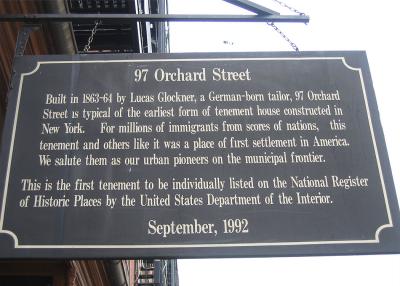 97 Orchard Street
Built in 1863-64 by Lucas Glockner, a German-born tailor, 97 Orchard
Street is typical of the earliest form of tenement house constructed in
New York. For millions of immigrants from scores of nations, this
tenement and others like it was a place of first settlement in America.
We salute them as our urban pioneers on the municipal frontier.
This is the first tenement to be individually listed on the National Register
of Historic Places by the United States Department of the Interior.
September, 1992